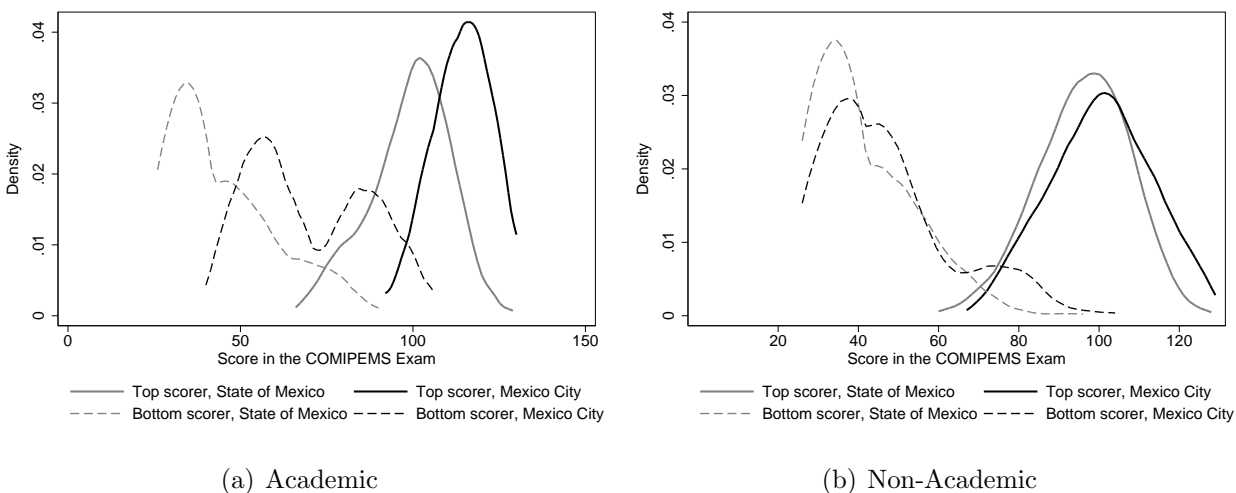 Density
0
.01
.02
.03
.04
0 50 100 150
Score in the COMIPEMS Exam
Top scorer, State of Mexico Top scorer, Mexico City
Bottom scorer, State of Mexico Bottom scorer, Mexico City
(a) Academic
Density
0
.01
.02
.03
.04
20 40 60 80 100 120
Score in the COMIPEMS Exam
Top scorer, State of Mexico Top scorer, Mexico City
Bottom scorer, State of Mexico Bottom scorer, Mexico City
(b) Non-Academic